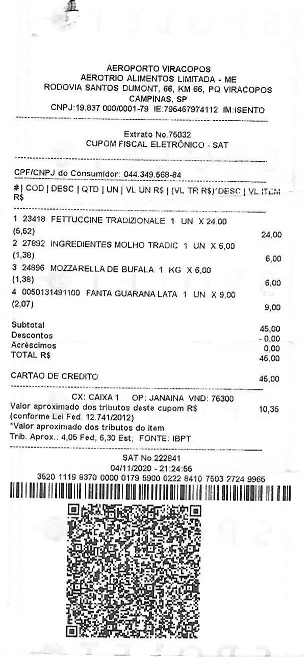 AEROPORTO VIRACOPOS
AEROTRIO ALIMENTOS LIMITADA - ME
RODOVIA SANTOS DUMONT, 66, KM 66, PQ VIRACOPOS
CAMPINAS, SP
CNPJ:19.837 000/0001-79 IE:795467974112 IM:ISENTO
Extrato No.75032
CUPOM FISCAL ELETRÔNICO - SAT
CPF/CNPJ do Consumidor: 044.349.568-84
# | COD | DESC | QTD | UN | VL UN R$ | (VL TR R$)*DESC | VL ITEM
R$
1 23418 FETTUCCINE TRADIZIONALE 1 UN X 24.00
(5,52) 24,00
2 27892 INGREDIENTES MOLHO TRADIC 1 UN X 6,00
(1,38) 6,00
3 24896 MOZZARELLA DE BUFALA 1 KG X 6,00
(1,38) 6,00
4 0050131491100 FANTA GUARANA LATA 1 UN X 9,00
(2,07) 9,00
Subtotal 45,00
Descontos - 0,00
Acréscimos 0,00
TOTAL R$ 45,00
CARTAO DE CREDITO 45,00
CX: CAIXA 1 OP: JANAINA VND: 76300
Valor aproximado dos tributos deste cupom R$ 10,35
(conforme Lei Fed. 12.741/2012)
*Valor aproximado dos tributos do item
Trib. Aprox.: 4,05 Fed, 6,30 Est; FONTE: IBPT
SAT No 222841
04/11/2020 - 21:24:56
3520 1119 8370 0000 0179 5900 0222 8410 7503 2724 9965